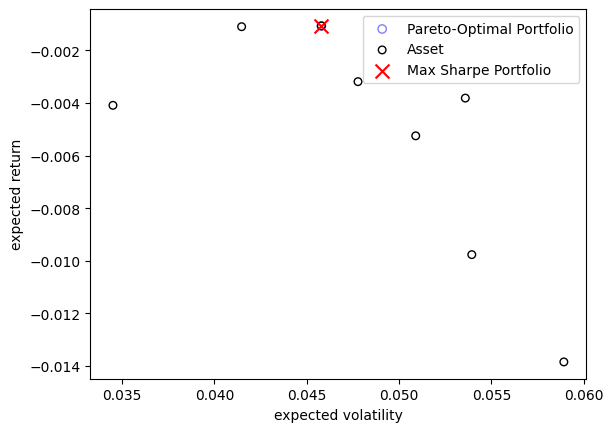 Pareto-Optimal Portfolio
Asset
Max Sharpe Portfolio
expected return
−0.002
−0.004
−0.006
−0.008
−0.010
−0.012
−0.014
0.035
0.040
0.045
0.050
0.055
0.060
expected volatility